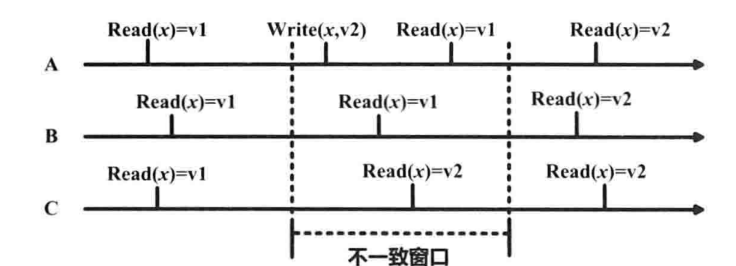 Read(x)=v1 Write(x,v2) Read(x)=v1 Read(x)=v2
A
Read(x)=v1 Read(x)=v1 Read(x)=v2
B
Read(x)=v1 Read(x)=v2 Read(x)=v2
C
不一致窗口